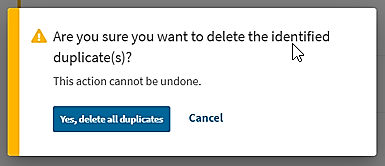 Are you sure you want to delete the identified
duplicate(s)?
This action cannot be undone.
Yes, delete all duplicates Cancel